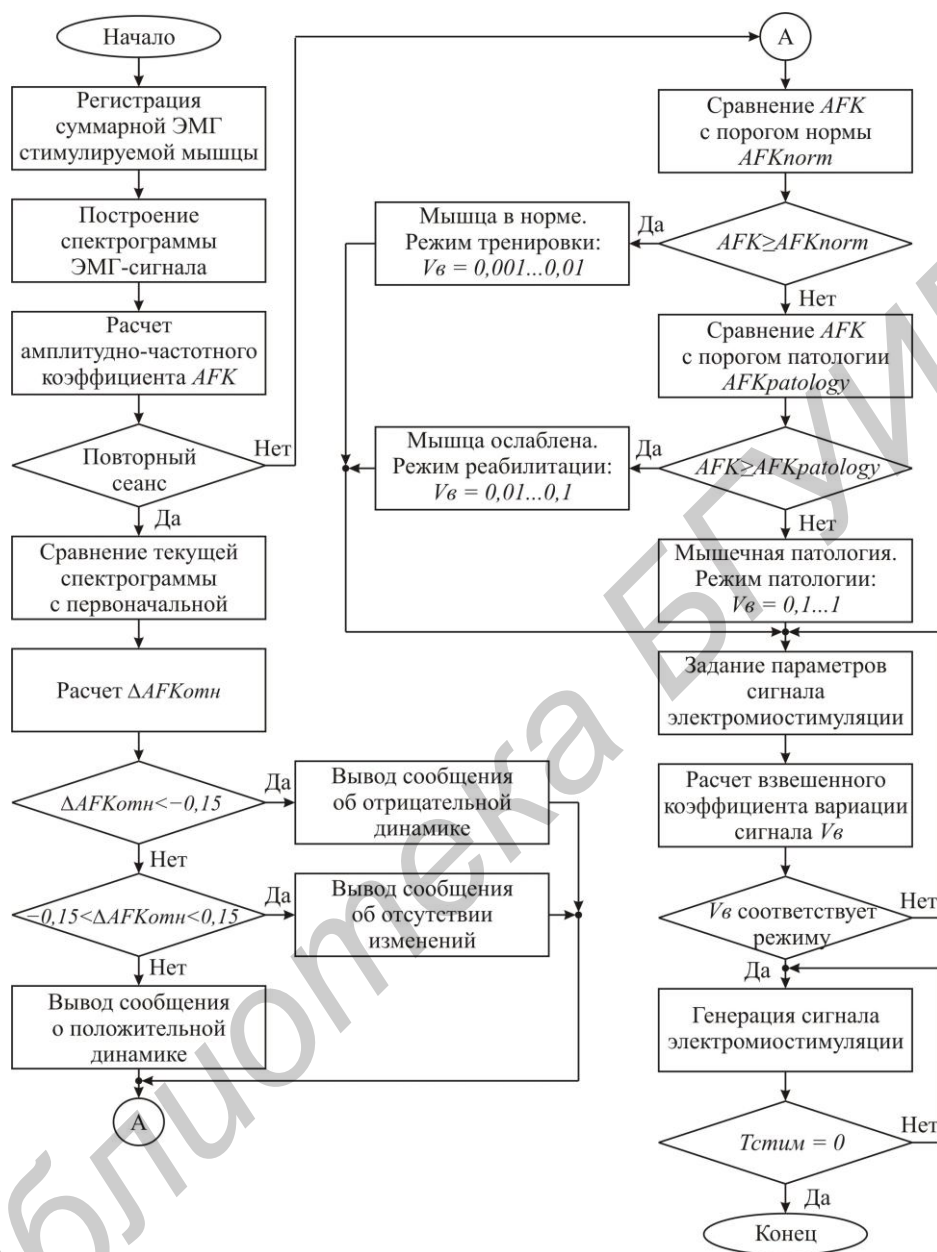 Начало
Регистрация
суммарной ЭМГ
стимулируемой мышцы
Построение
спектрограммы
ЭМГ-сигнала
Расчет
амплитудно-частотного
коэффициента AFK
Повторный
сеанс
Нет
Да
Сравнение текущей
спектрограммы
с первоначальной
Расчет ΔAFKотн
ΔAFKотн<−0,15
Да
Вывод сообщения
об отрицательной
динамике
Нет
−0,15<ΔAFKотн<0,15
Да
Вывод сообщения
об отсутствии
изменений
Нет
Вывод сообщения
о положительной
динамике
А
А
Сравнение AFK
с порогом нормы
AFKnorm
AFK≥AFKnorm
Да
Мышца в норме.
Режим тренировки:
Vв = 0,001...0,01
Нет
Сравнение AFK
с порогом патологии
AFKpatology
AFK≥AFKpatology
Да
Мышца ослаблена.
Режим реабилитации:
Vв = 0,01...0,1
Нет
Мышечная патология.
Режим патологии:
Vв = 0,1...1
Задание параметров
сигнала
электромиостимуляции
Расчет взвешенного
коэффициента вариации
сигнала Vв
Vв соответствует
режиму
Нет
Да
Генерация сигнала
электромиостимуляции
Tстим = 0
Нет
Да
Конец
блиотека БГУИР